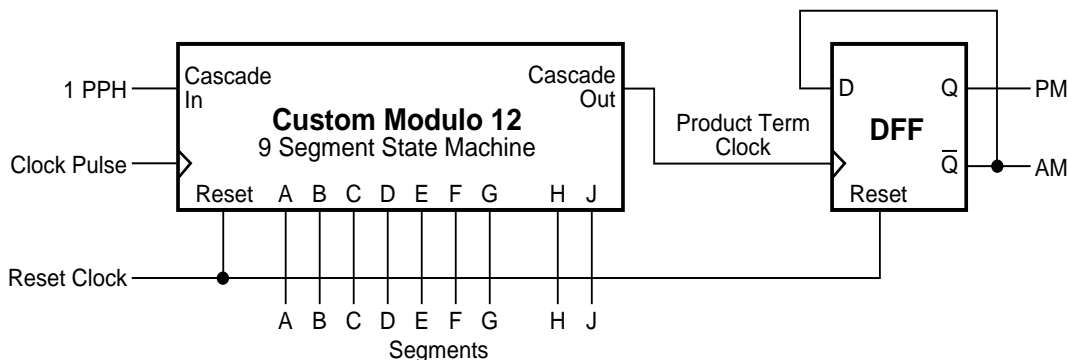 1 PPH
Clock Pulse
Reset Clock
Cascade
In
Cascade
Out
Custom Modulo 12
9 Segment State Machine
Reset A B C D E F G H J
A B C D E F G H J
Segments
Product Term
Clock
D Q
DFF
Q̅
Reset
PM
AM